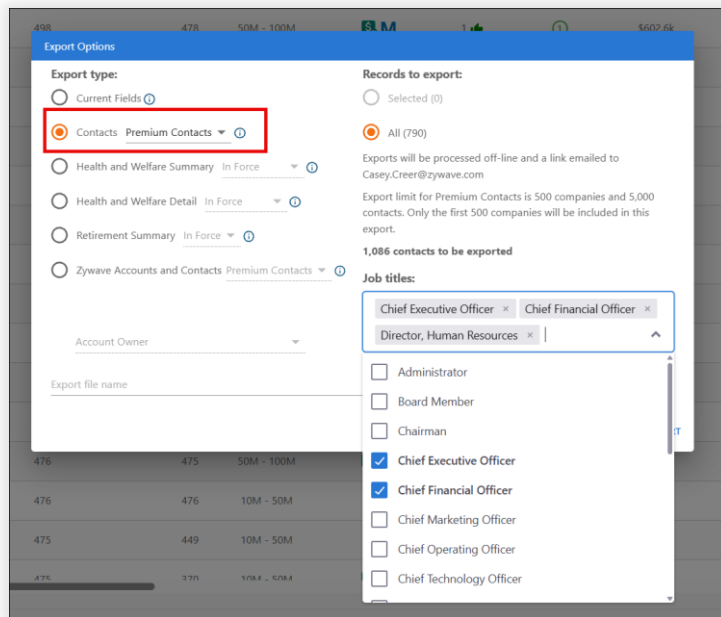 498 478 50M - 100M $ M 1 1 $602.6k
Export Options
Export type:
Current Fields
Contacts Premium Contacts
Health and Welfare Summary In Force
Health and Welfare Detail In Force
Retirement Summary In Force
Zywave Accounts and Contacts Premium Contacts
Account Owner
Export file name
Records to export:
Selected (0)
All (790)
Exports will be processed off-line and a link emailed to
Casey.Creer@zywave.com
Export limit for Premium Contacts is 500 companies and 5,000
contacts. Only the first 500 companies will be included in this
export.
1,086 contacts to be exported
Job titles:
Chief Executive Officer × Chief Financial Officer ×
Director, Human Resources ×
Administrator
Board Member
Chairman
Chief Executive Officer
Chief Financial Officer
Chief Marketing Officer
Chief Operating Officer
Chief Technology Officer
476 475 50M - 100M
476 476 10M - 50M
475 449 10M - 50M
475 370 10M - 50M